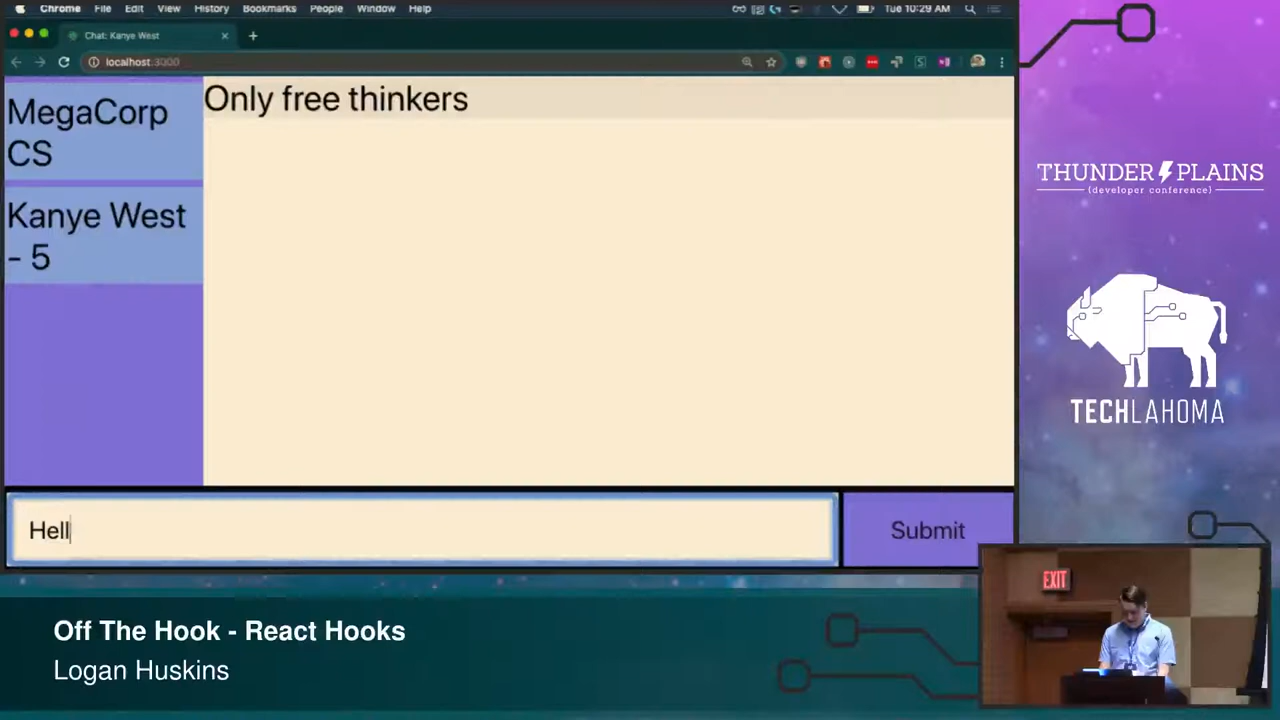 Chrome File Edit View History Bookmarks People Window Help
Tue 10:29 AM
Chat: Kanye West
localhost:3000
MegaCorp
CS
Kanye West
- 5
Only free thinkers
Hell
Submit
THUNDER PLAINS
{developer conference}
TECHLAHOMA
EXIT
Off The Hook - React Hooks
Logan Huskins